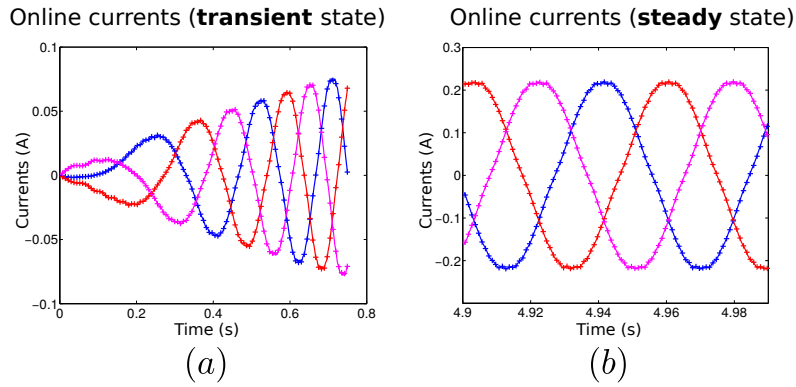 Online currents (transient state)
0.1
0.05
0
−0.05
−0.1
Currents (A)
0
0.2
0.4
0.6
0.8
Time (s)
(a)
Online currents (steady state)
0.3
0.2
0.1
0
−0.1
−0.2
Currents (A)
4.9
4.92
4.94
4.96
4.98
Time (s)
(b)